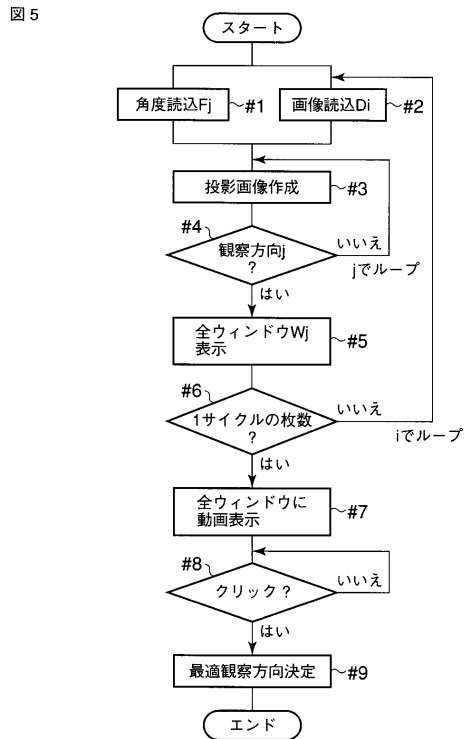 図5
スタート
角度読込Fj
#1
画像読込Di
#2
投影画像作成
#3
#4
観察方向j
?
いいえ
jでループ
はい
全ウィンドウWj
表示
#5
#6
1サイクルの枚数
?
いいえ
iでループ
はい
全ウィンドウに
動画表示
#7
#8
クリック?
いいえ
はい
最適観察方向決定
#9
エンド